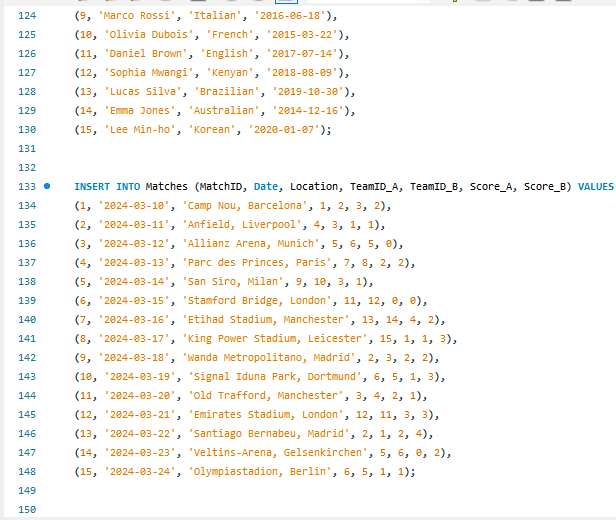 124 (9, 'Marco Rossi', 'Italian', '2016-06-18'),
125 (10, 'Olivia Dubois', 'French', '2015-03-22'),
126 (11, 'Daniel Brown', 'English', '2017-07-14'),
127 (12, 'Sophia Mwangi', 'Kenyan', '2018-08-09'),
128 (13, 'Lucas Silva', 'Brazilian', '2019-10-30'),
129 (14, 'Emma Jones', 'Australian', '2014-12-16'),
130 (15, 'Lee Min-ho', 'Korean', '2020-01-07');
131
132
133 INSERT INTO Matches (MatchID, Date, Location, TeamID_A, TeamID_B, Score_A, Score_B) VALUES
134 (1, '2024-03-10', 'Camp Nou, Barcelona', 1, 2, 3, 2),
135 (2, '2024-03-11', 'Anfield, Liverpool', 4, 3, 1, 1),
136 (3, '2024-03-12', 'Allianz Arena, Munich', 5, 6, 5, 0),
137 (4, '2024-03-13', 'Parc des Princes, Paris', 7, 8, 2, 2),
138 (5, '2024-03-14', 'San Siro, Milan', 9, 10, 3, 1),
139 (6, '2024-03-15', 'Stamford Bridge, London', 11, 12, 0, 0),
140 (7, '2024-03-16', 'Etihad Stadium, Manchester', 13, 14, 4, 2),
141 (8, '2024-03-17', 'King Power Stadium, Leicester', 15, 1, 1, 3),
142 (9, '2024-03-18', 'Wanda Metropolitano, Madrid', 2, 3, 2, 2),
143 (10, '2024-03-19', 'Signal Iduna Park, Dortmund', 6, 5, 1, 3),
144 (11, '2024-03-20', 'Old Trafford, Manchester', 3, 4, 2, 1),
145 (12, '2024-03-21', 'Emirates Stadium, London', 12, 11, 3, 3),
146 (13, '2024-03-22', 'Santiago Bernabeu, Madrid', 2, 1, 2, 4),
147 (14, '2024-03-23', 'Veltins-Arena, Gelsenkirchen', 5, 6, 0, 2),
148 (15, '2024-03-24', 'Olympiastadion, Berlin', 6, 5, 1, 1);
149
150